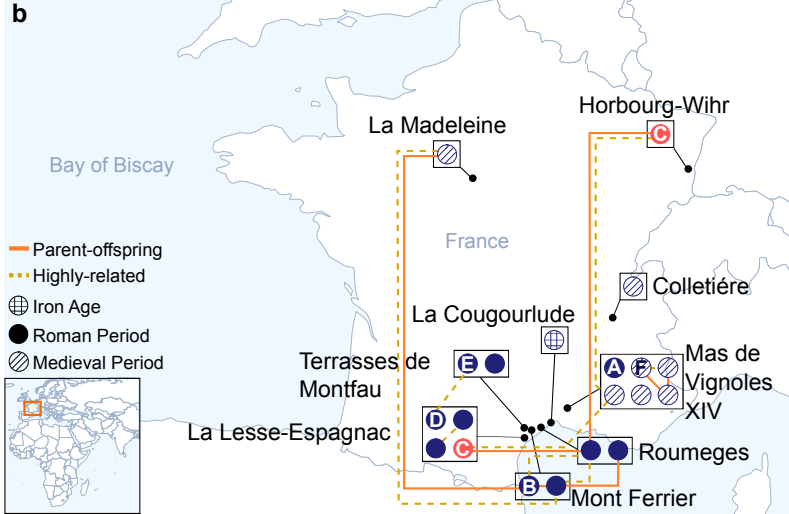 b
Horbourg-Wihr
La Madeleine
C
Bay of Biscay
France
Parent-offspring
Highly-related
Iron Age
Roman Period
Medieval Period
Colletiére
La Cougourlude
Terrasses de
Montfau
E
A
F
Mas de
Vignoles
XIV
D
La Lesse-Espagnac
C
Roumeges
B
Mont Ferrier